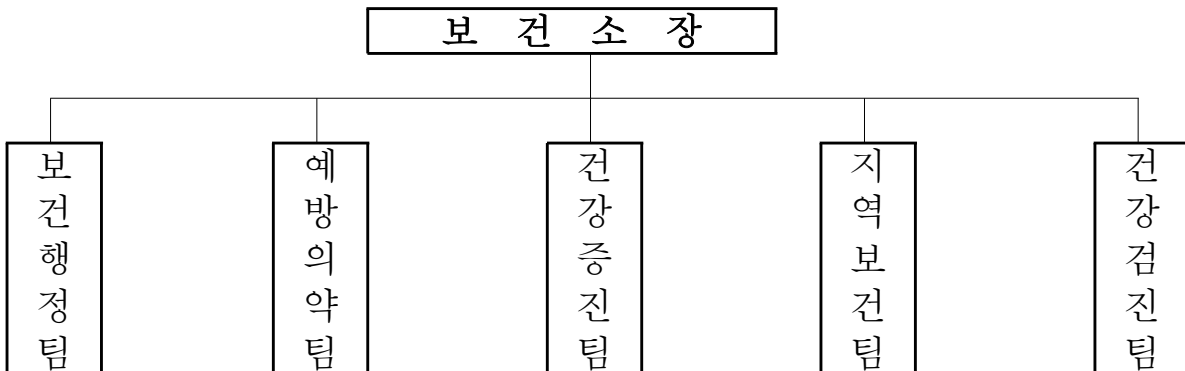 보 건 소 장
보건행정팀
예방의약팀
건강증진팀
지역보건팀
건강검진팀